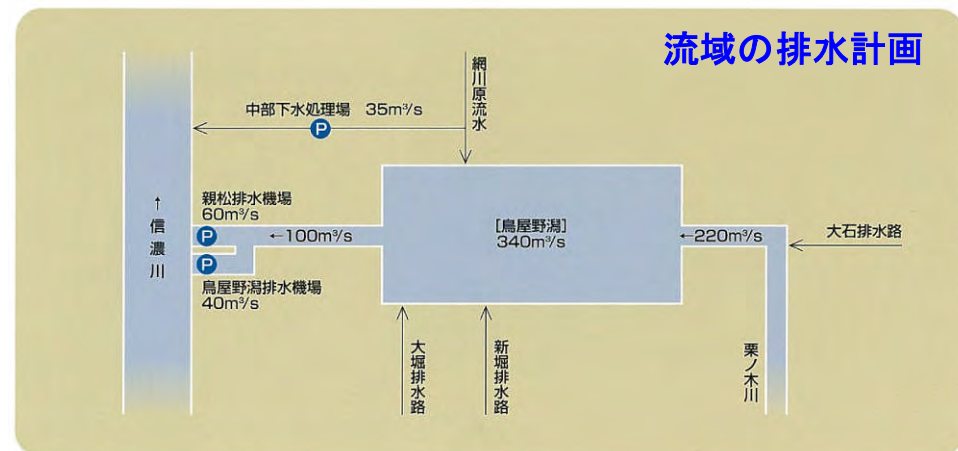 流域の排水計画
網川原流水
中部下水処理場 35m³/s
P
親松排水機場
60m³/s
P
←100m³/s
[鳥屋野潟]
340m³/s
←220m³/s
大石排水路
↑信濃川
P
鳥屋野潟排水機場
40m³/s
大堀排水路
新堀排水路
栗ノ木川